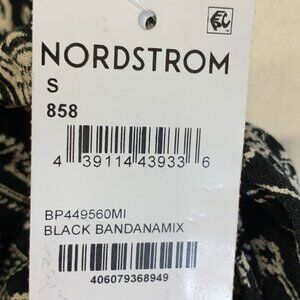 NORDSTROM
S
858
4 39114 43933 6
BP449560MI
BLACK BANDANAMIX
406079368949